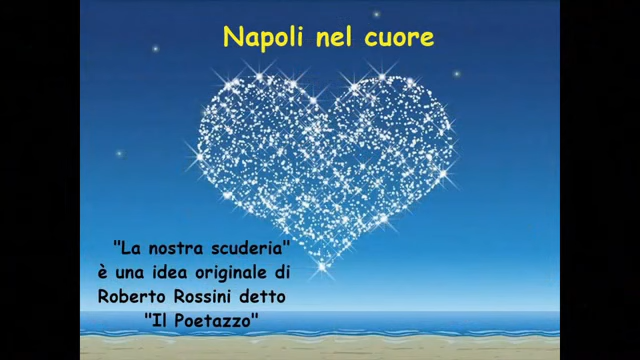 Napoli nel cuore
"La nostra scuderia"
è una idea originale di
Roberto Rossini detto
"Il Poetazzo"